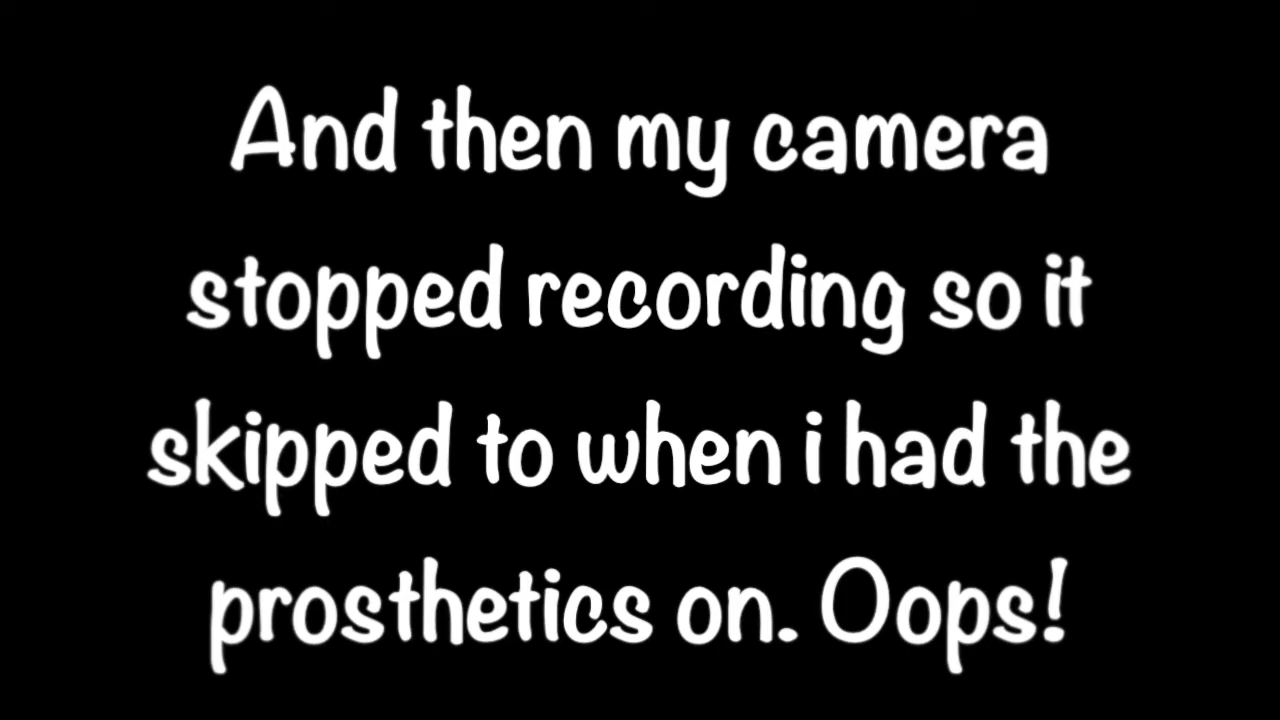 And then my camera
stopped recording so it
skipped to when i had the
prosthetics on. Oops!